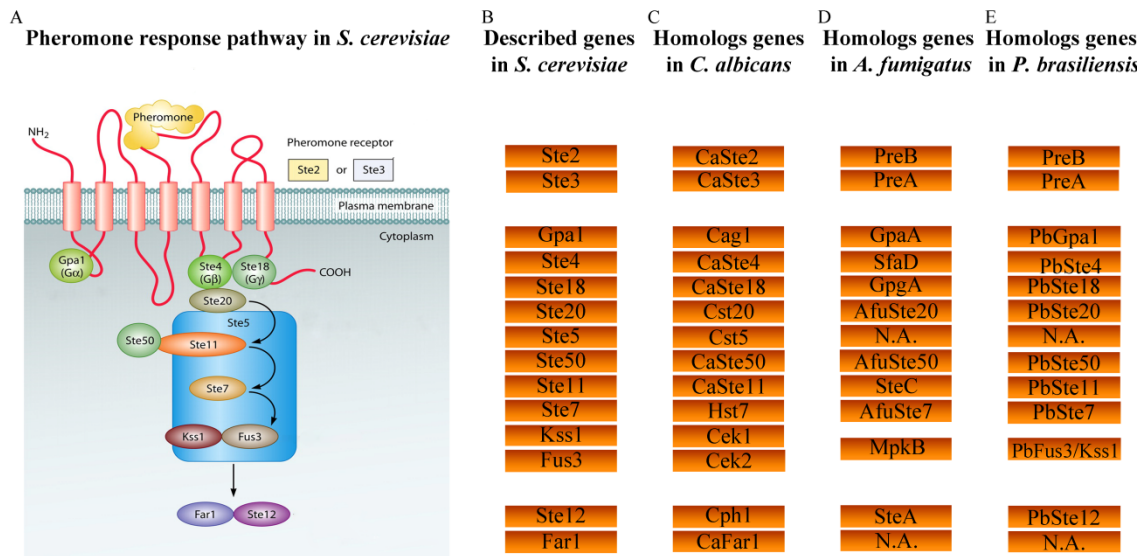 A
Pheromone response pathway in S. cerevisiae
Pheromone
NH2
Pheromone receptor
Ste2 or Ste3
Plasma membrane
Cytoplasm
Gpa1
(Gα)
Ste4
(Gβ)
Ste18
(Gγ)
COOH
Ste20
Ste5
Ste50
Ste11
Ste7
Kss1
Fus3
Far1
Ste12
B
Described genes
in S. cerevisiae
Ste2
Ste3
Gpa1
Ste4
Ste18
Ste20
Ste5
Ste50
Ste11
Ste7
Kss1
Fus3
Ste12
Far1
C
Homologs genes
in C. albicans
CaSte2
CaSte3
Cag1
CaSte4
CaSte18
Cst20
Cst5
CaSte50
CaSte11
Hst7
Cek1
Cek2
Cph1
CaFar1
D
Homologs genes
in A. fumigatus
PreB
PreA
GpaA
SfaD
GpgA
AfuSte20
N.A.
AfuSte50
SteC
AfuSte7
MpkB
SteA
N.A.
E
Homologs genes
in P. brasiliensis
PreB
PreA
PbGpa1
PbSte4
PbSte18
PbSte20
N.A.
PbSte50
PbSte11
PbSte7
PbFus3/Kss1
PbSte12
N.A.